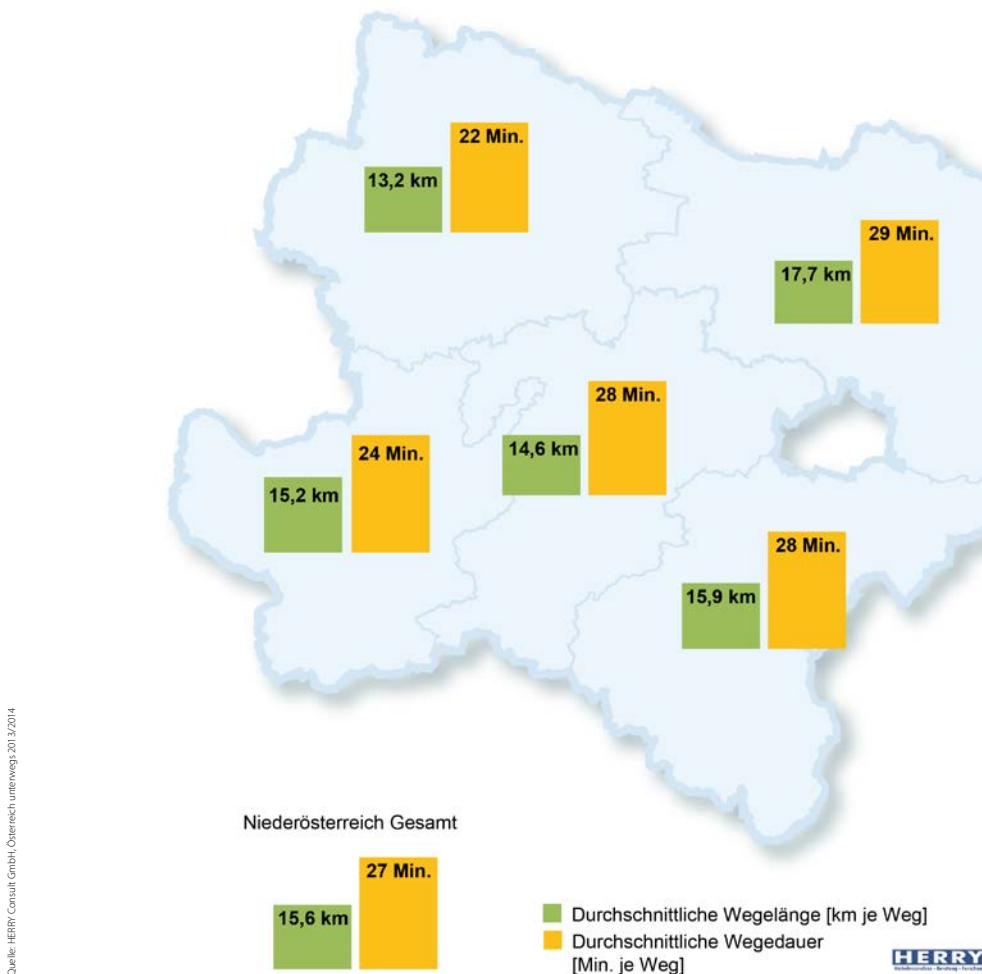 22 Min.
13,2 km
29 Min.
17,7 km
28 Min.
14,6 km
24 Min.
15,2 km
28 Min.
15,9 km
Niederösterreich Gesamt
27 Min.
15,6 km
Durchschnittliche Wegelänge [km je Weg]
Durchschnittliche Wegedauer
[Min. je Weg]
HERRY
Quelle: HERRY Consult GmbH, Österreich unterwegs 2013/2014